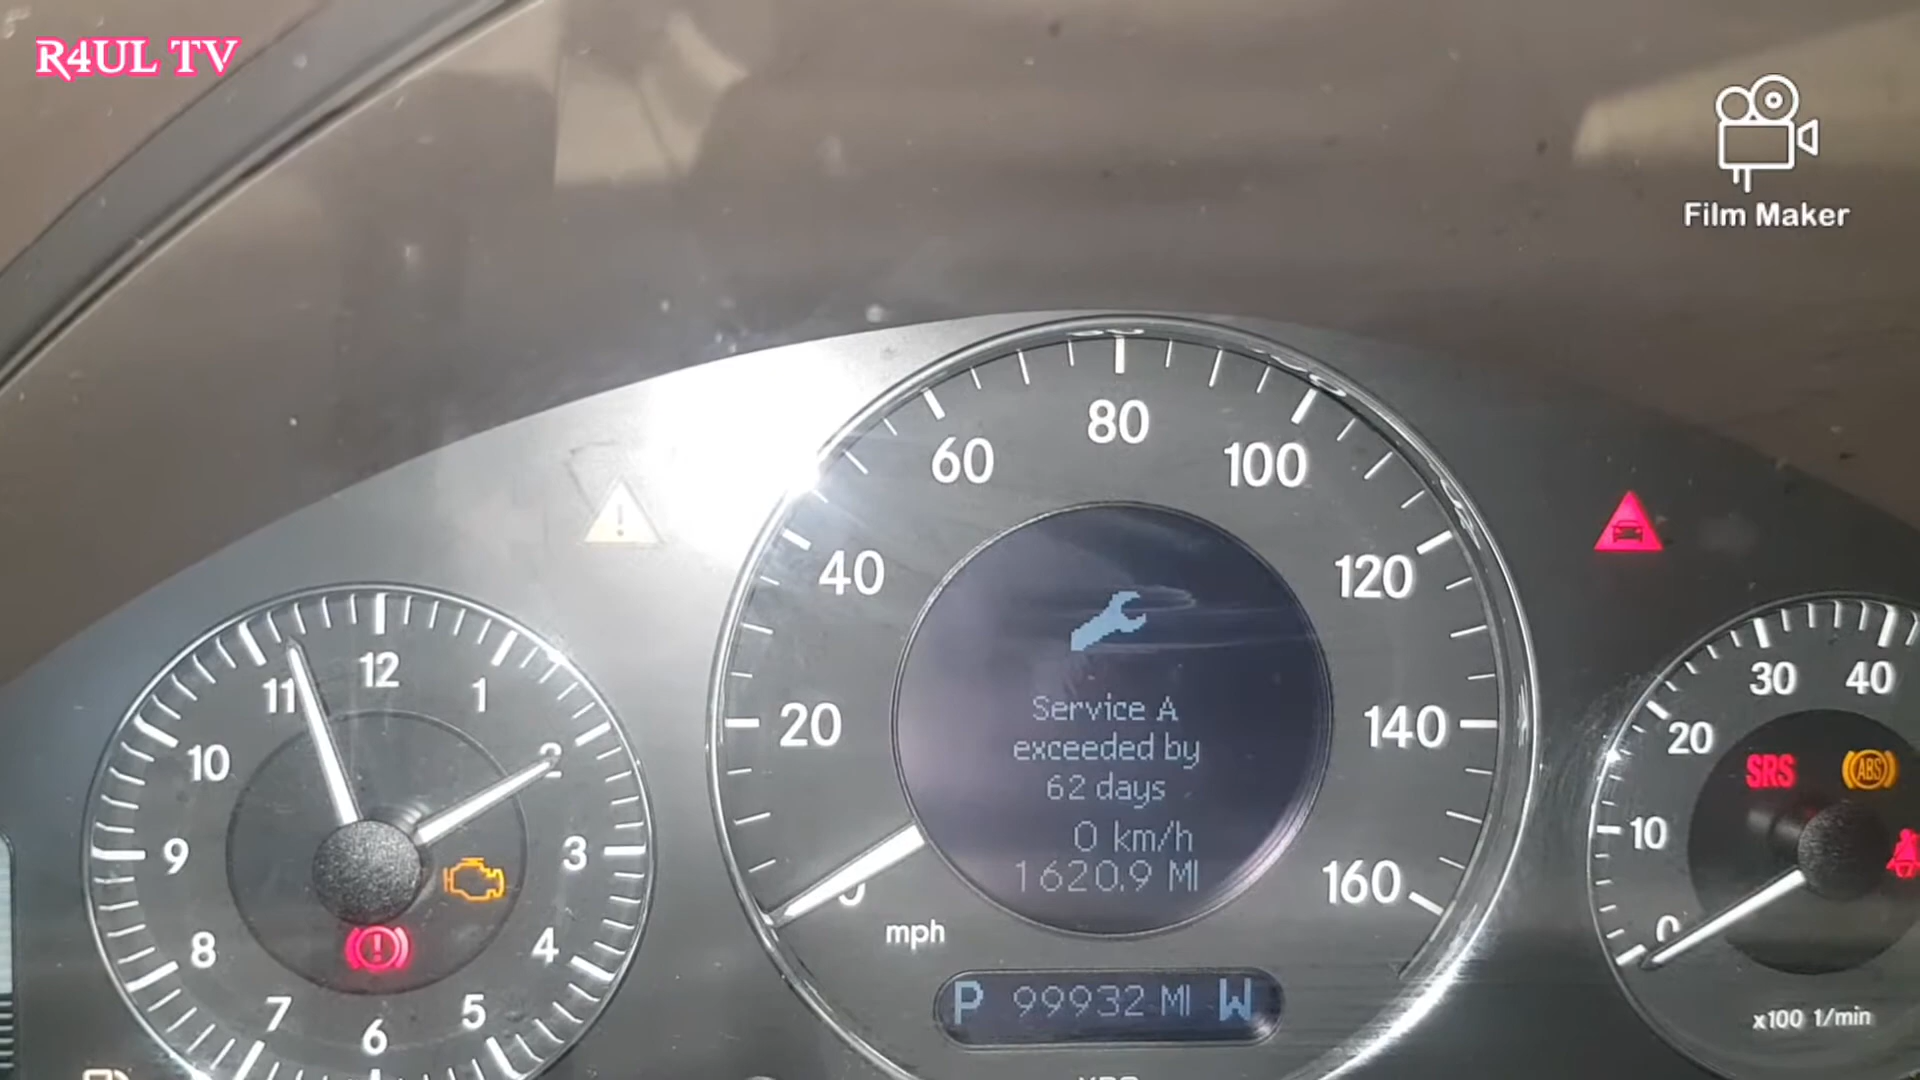 R4UL TV
Film Maker
80
60
100
40
120
20
140
160
0
mph
Service A
exceeded by
62 days
0 km/h
1620.9 MI
P 99932 MI W
12
11
1
10
2
9
3
8
4
7
5
6
30
40
20
10
0
SRS
ABS
x100 1/min